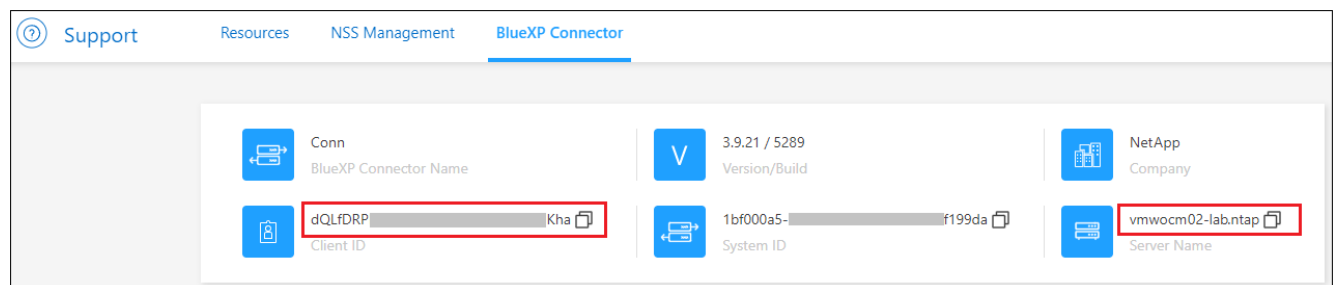 Support
Resources NSS Management BlueXP Connector
Conn
BlueXP Connector Name
V
3.9.21 / 5289
Version/Build
NetApp
Company
dQLfDRP Kha
Client ID
1bf000a5- f199da
System ID
vmwocm02-lab.ntap
Server Name